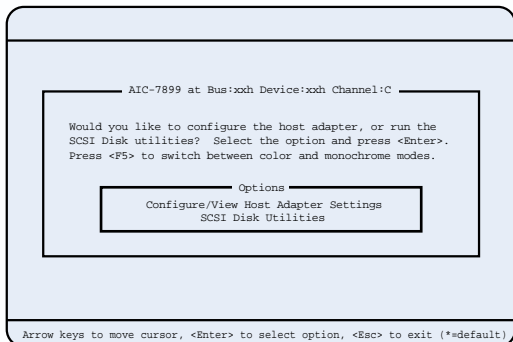 AIC-7899 at Bus:xxh Device:xxh Channel:C
Would you like to configure the host adapter, or run the
SCSI Disk utilities? Select the option and press <Enter>.
Press <F5> to switch between color and monochrome modes.
Options
Configure/View Host Adapter Settings
SCSI Disk Utilities
Arrow keys to move cursor, <Enter> to select option, <Esc> to exit (*=default)